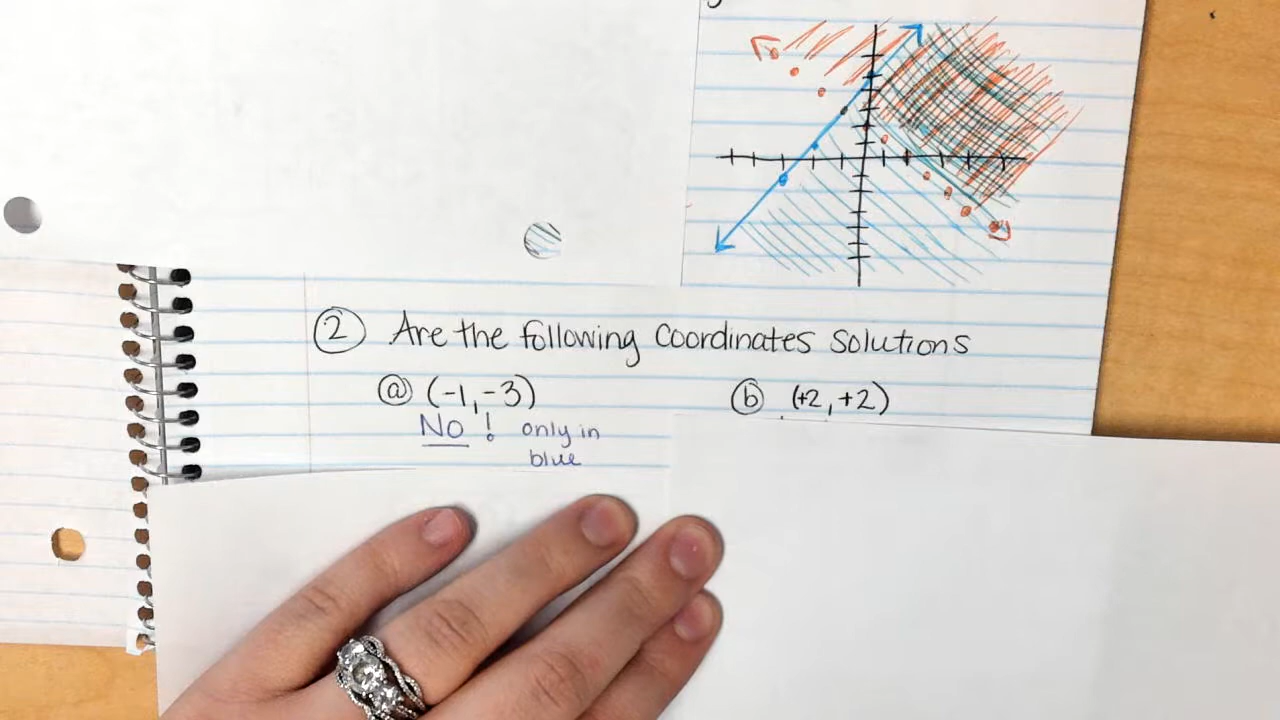 ② Are the following coordinates solutions
ⓐ (-1,-3)
NO! only in
blue
ⓑ (+2,+2)